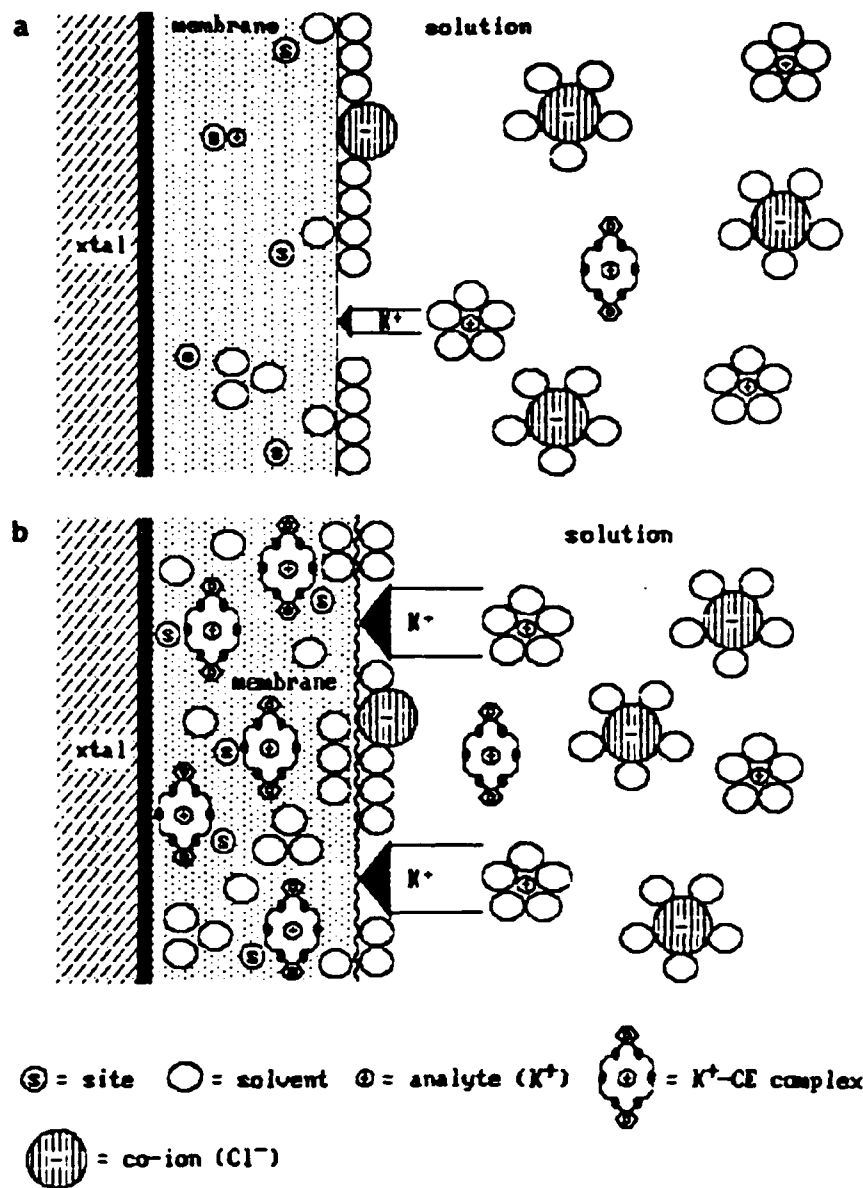 a
membrane
solution
xtal
K⁺
b
solution
K⁺
membrane
xtal
K⁺
Ⓢ = site ◯ = solvent ⊕ = analyte (K⁺) = K⁺-CE complex
= co-ion (Cl⁻)